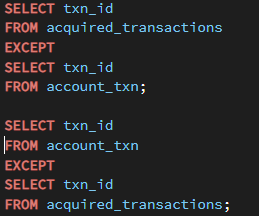 SELECT txn_id
FROM acquired_transactions
EXCEPT
SELECT txn_id
FROM account_txn;
SELECT txn_id
FROM account_txn
EXCEPT
SELECT txn_id
FROM acquired_transactions;